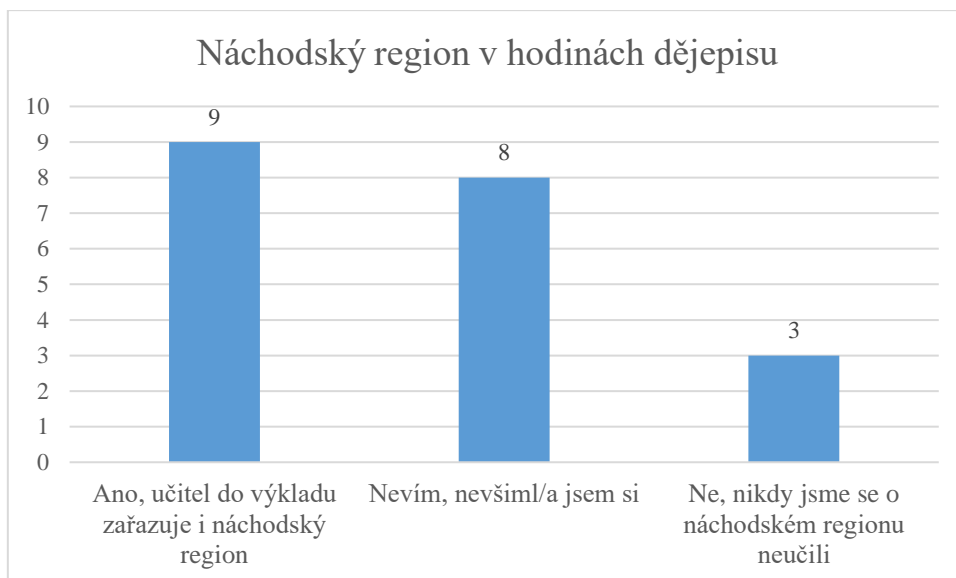 Náchodský region v hodinách dějepisu
10
9
8
7
6
5
4
3
2
1
0
9
8
3
Ano, učitel do výkladu
zařazuje i náchodský
region
Nevím, nevšiml/a jsem si
Ne, nikdy jsme se o
náchodském regionu
neučili